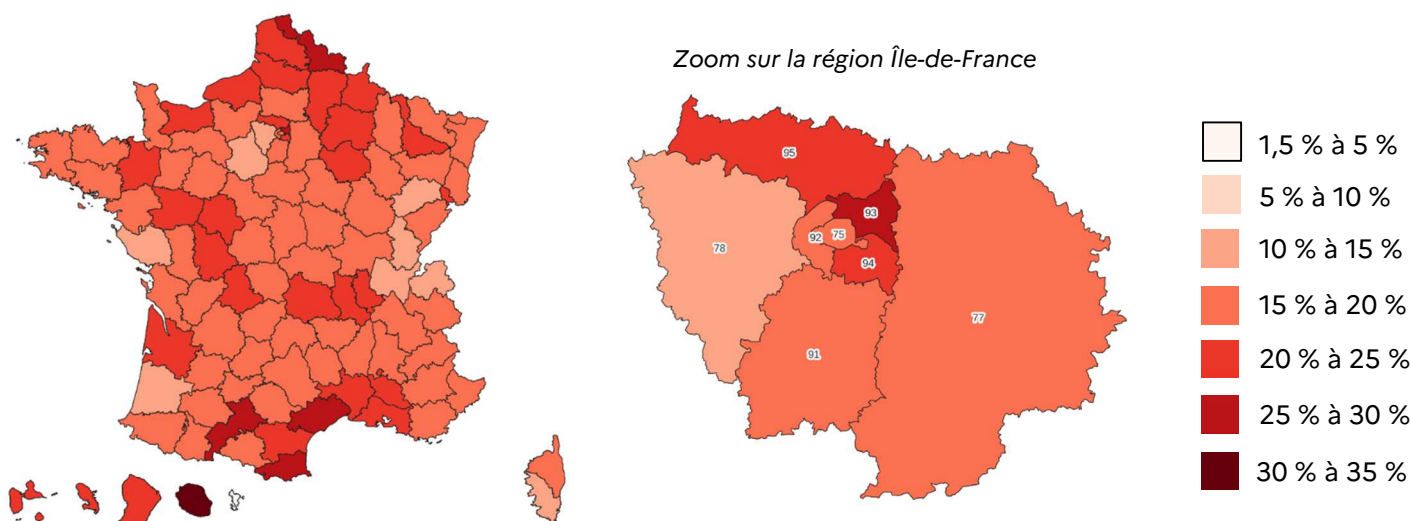 Zoom sur la région Île-de-France
95
93
92
75
78
94
77
91
1,5 % à 5 %
5 % à 10 %
10 % à 15 %
15 % à 20 %
20 % à 25 %
25 % à 30 %
30 % à 35 %